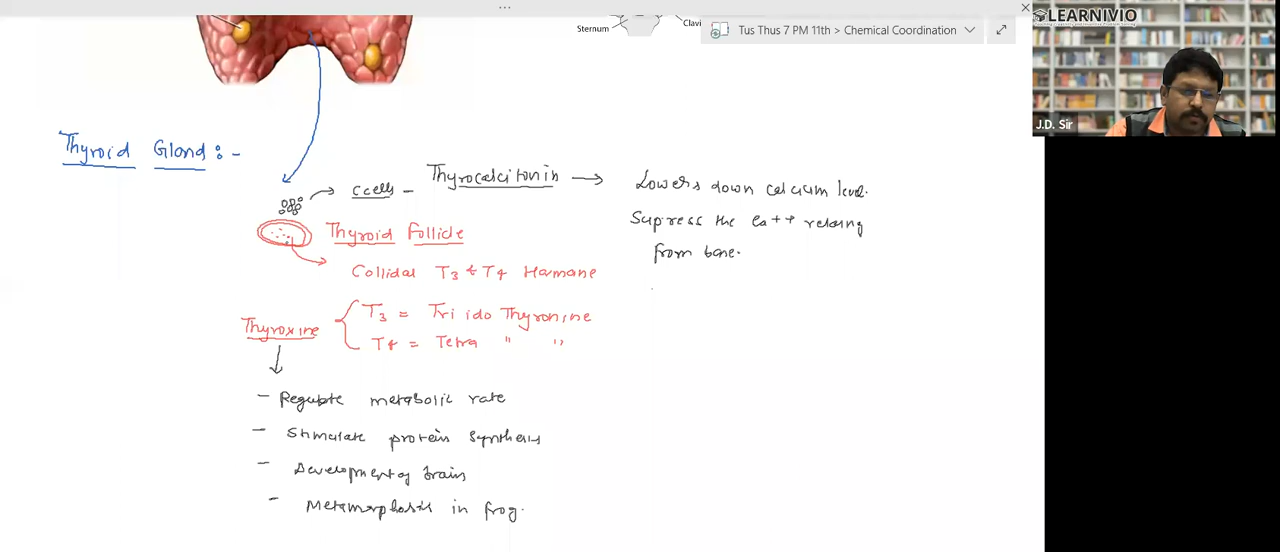 ...
Sternum
Clavi
Tus Thus 7 PM 11th > Chemical Coordination
LEARNIVIO
J.D. Sir
Thyroid Gland : -
C cells - Thyrocalcitonin → Lowers down calcium level.
Supress the Ca++ relasing
from bone.
Thyroid Follicle
Collidal T3 & T4 Harmone
Thyroxine
T3 = Tri ido Thyronine
T4 = Tetra " "
- Regulate metabolic rate
- Stimulate protein synthesis
- Development of brain
- Metamorphosis in frog.